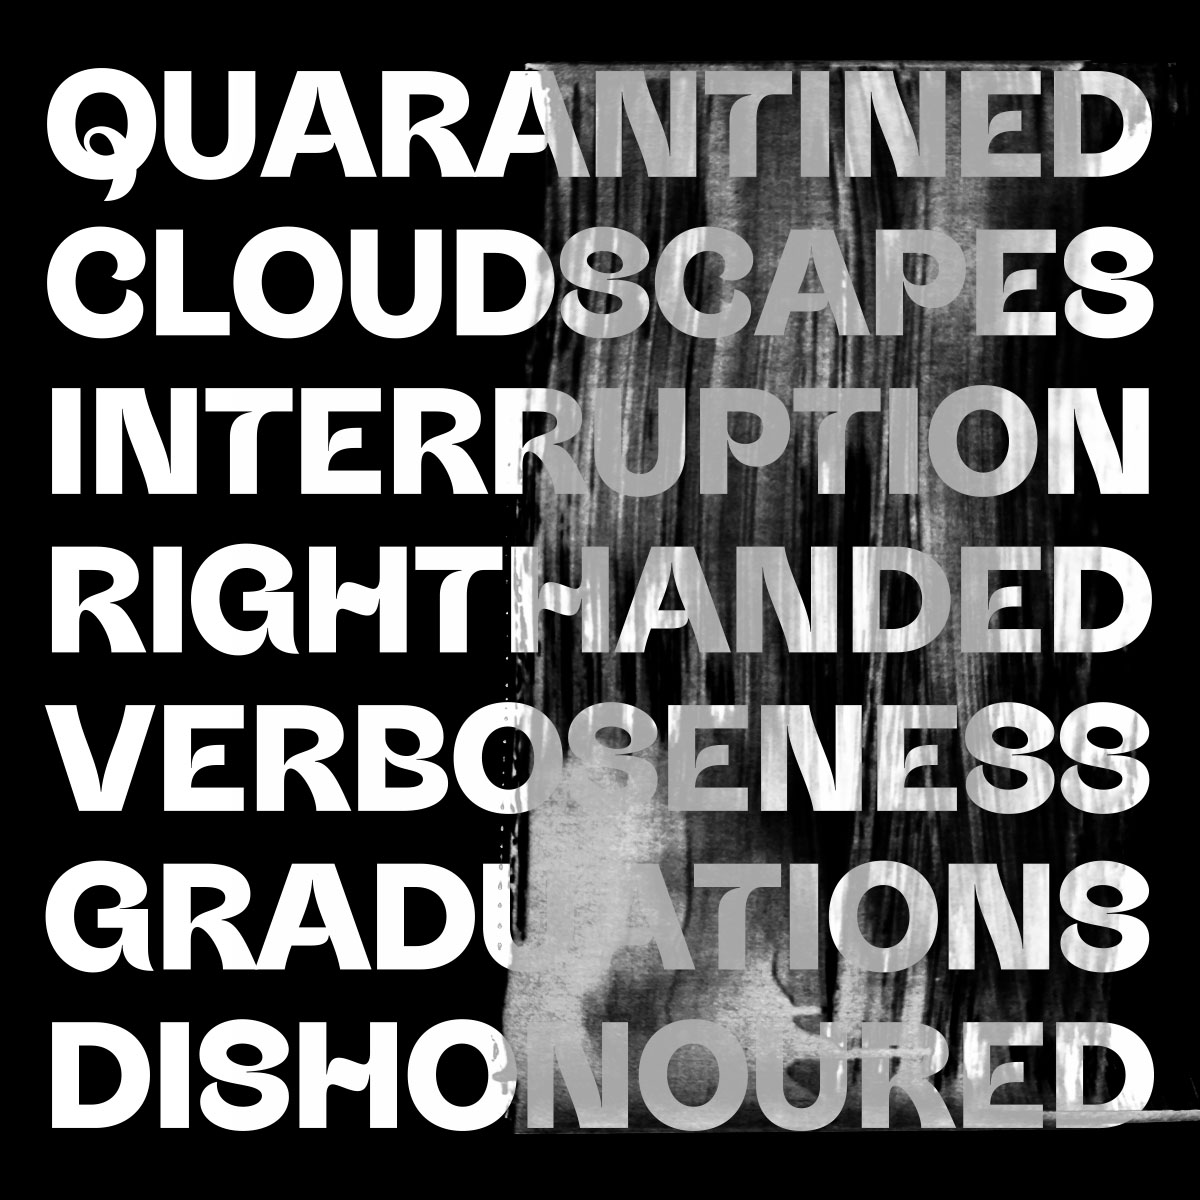 QUARANTINED
CLOUDSCAPES
INTERRUPTION
RIGHTHANDED
VERBOSENESS
GRADUATIONS
DISHONOURED